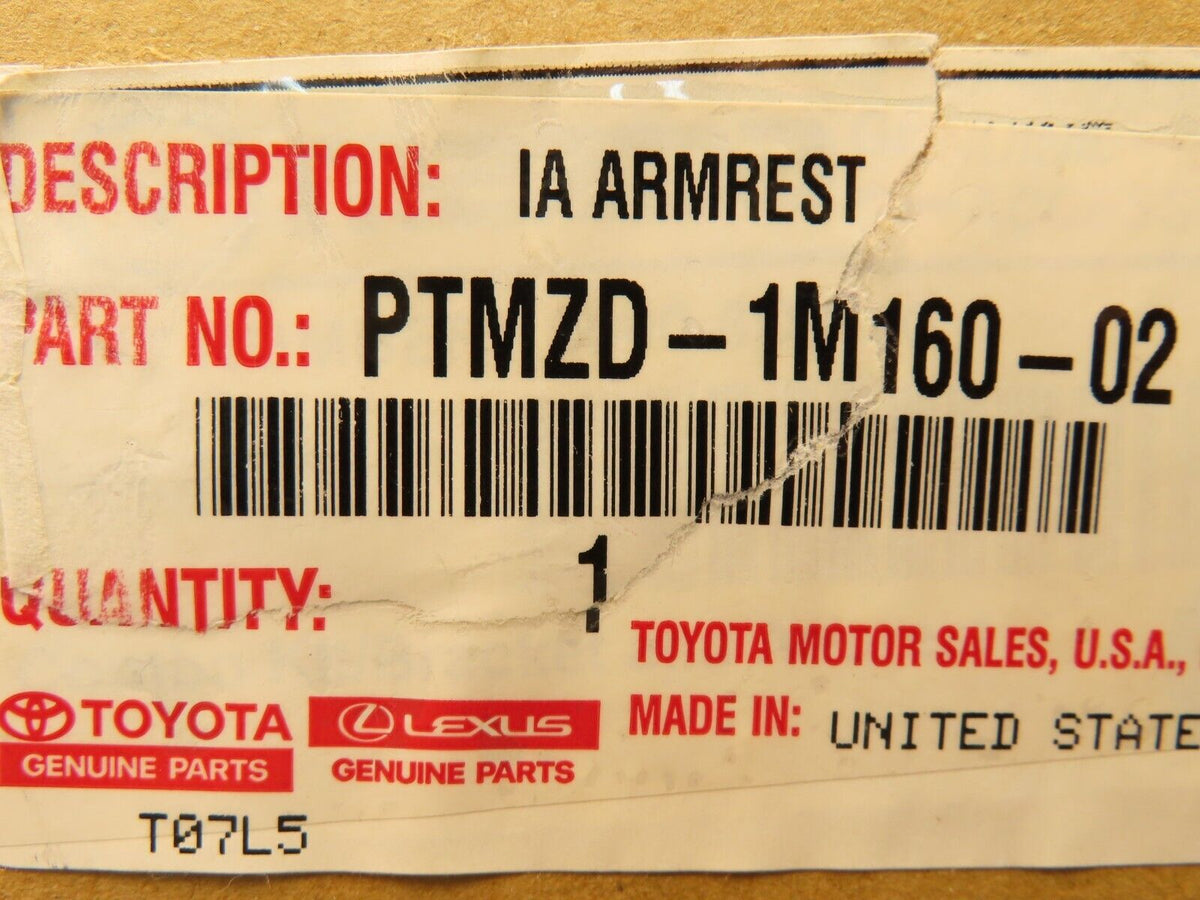 DESCRIPTION: IA ARMREST
PART NO.: PTMZD-1M160-02
QUANTITY: 1
TOYOTA MOTOR SALES, U.S.A.,
MADE IN: UNITED STATE
TOYOTA
GENUINE PARTS
LEXUS
GENUINE PARTS
T07L5